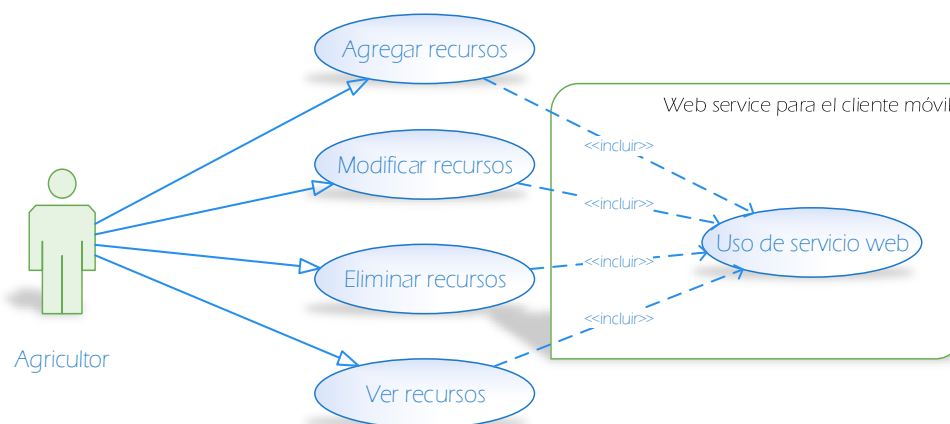 Agregar recursos
Web service para el cliente móvil
<<incluir>>
Modificar recursos
<<incluir>>
Uso de servicio web
<<incluir>>
Eliminar recursos
<<incluir>>
Agricultor
Ver recursos